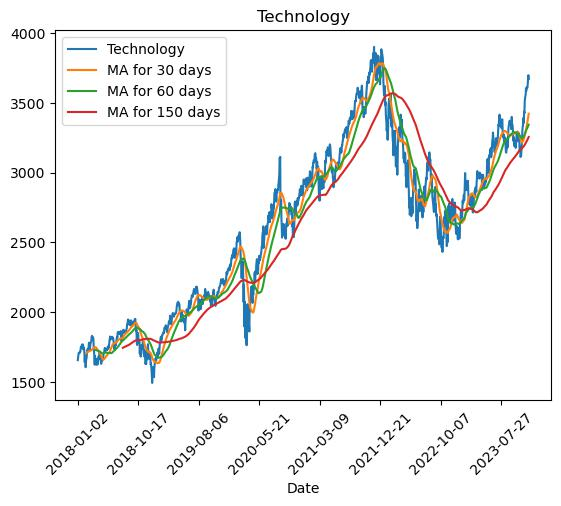 Technology
4000
3500
3000
2500
2000
1500
Technology
MA for 30 days
MA for 60 days
MA for 150 days
2018-01-02
2018-10-17
2019-08-06
2020-05-21
2021-03-09
2021-12-21
2022-10-07
2023-07-27
Date